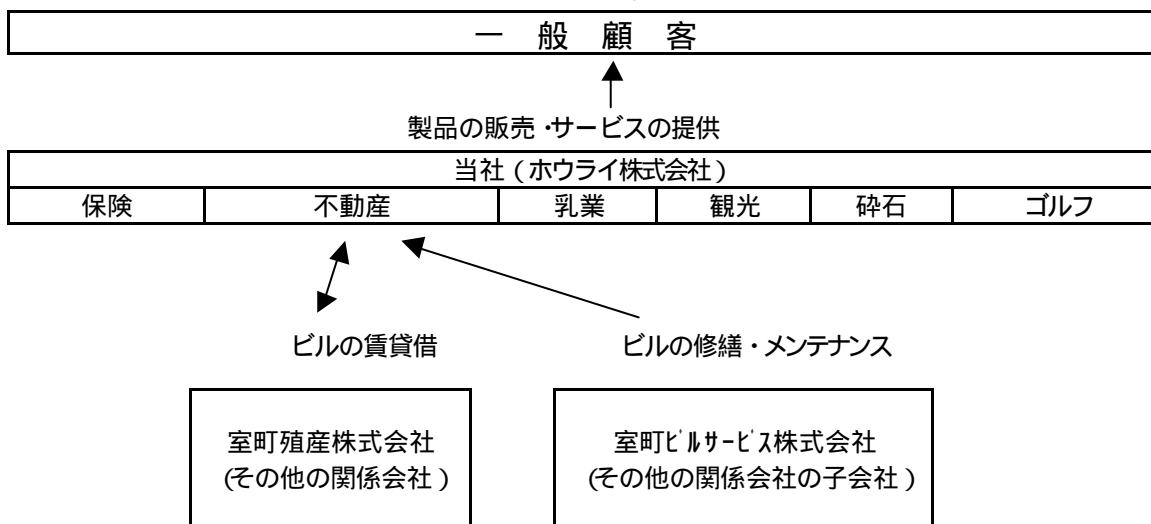 一 般 顧 客
製品の販売・サービスの提供
当社（ホウライ株式会社）
保険 不動産 乳業 観光 砕石 ゴルフ
ビルの賃貸借 ビルの修繕・メンテナンス
室町殖産株式会社 室町ﾋﾞﾙｻｰﾋﾞｽ株式会社
(その他の関係会社） (その他の関係会社の子会社）